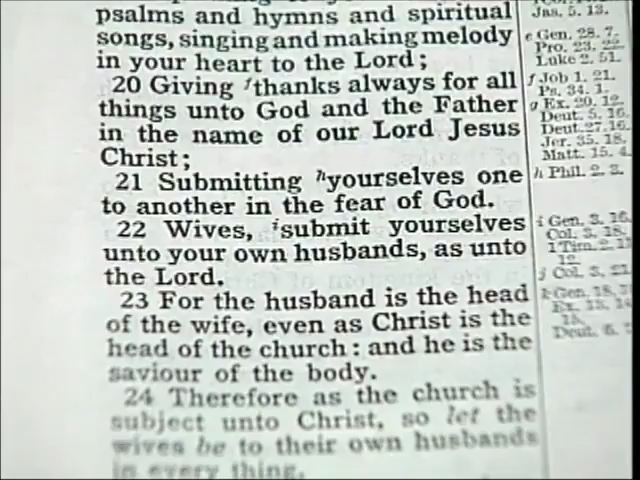 psalms and hymns and spiritual
songs, singing and making melody
in your heart to the Lord;
20 Giving f thanks always for all
things unto God and the Father
in the name of our Lord Jesus
Christ;
21 Submitting h yourselves one
to another in the fear of God.
22 Wives, i submit yourselves
unto your own husbands, as unto
the Lord.
23 For the husband is the head
of the wife, even as Christ is the
head of the church: and he is the
saviour of the body.
24 Therefore as the church is
subject unto Christ, so let the
wives be to their own husbands
in every thing.
Jas. 5. 13.
e Gen. 28. 7.
Pro. 23. 22.
Luke 2. 51.
f Job 1. 21.
Ps. 34. 1.
g Ex. 20. 12.
Deut. 5. 16.
Deut. 27. 16.
Jer. 35. 18.
Matt. 15. 4.
h Phil. 2. 3.
i Gen. 3. 16.
Col. 3. 18.
1 Tim. 2.
12.
j Col. 3. 21.
k Gen. 18.
Ex.
Deut. 6.